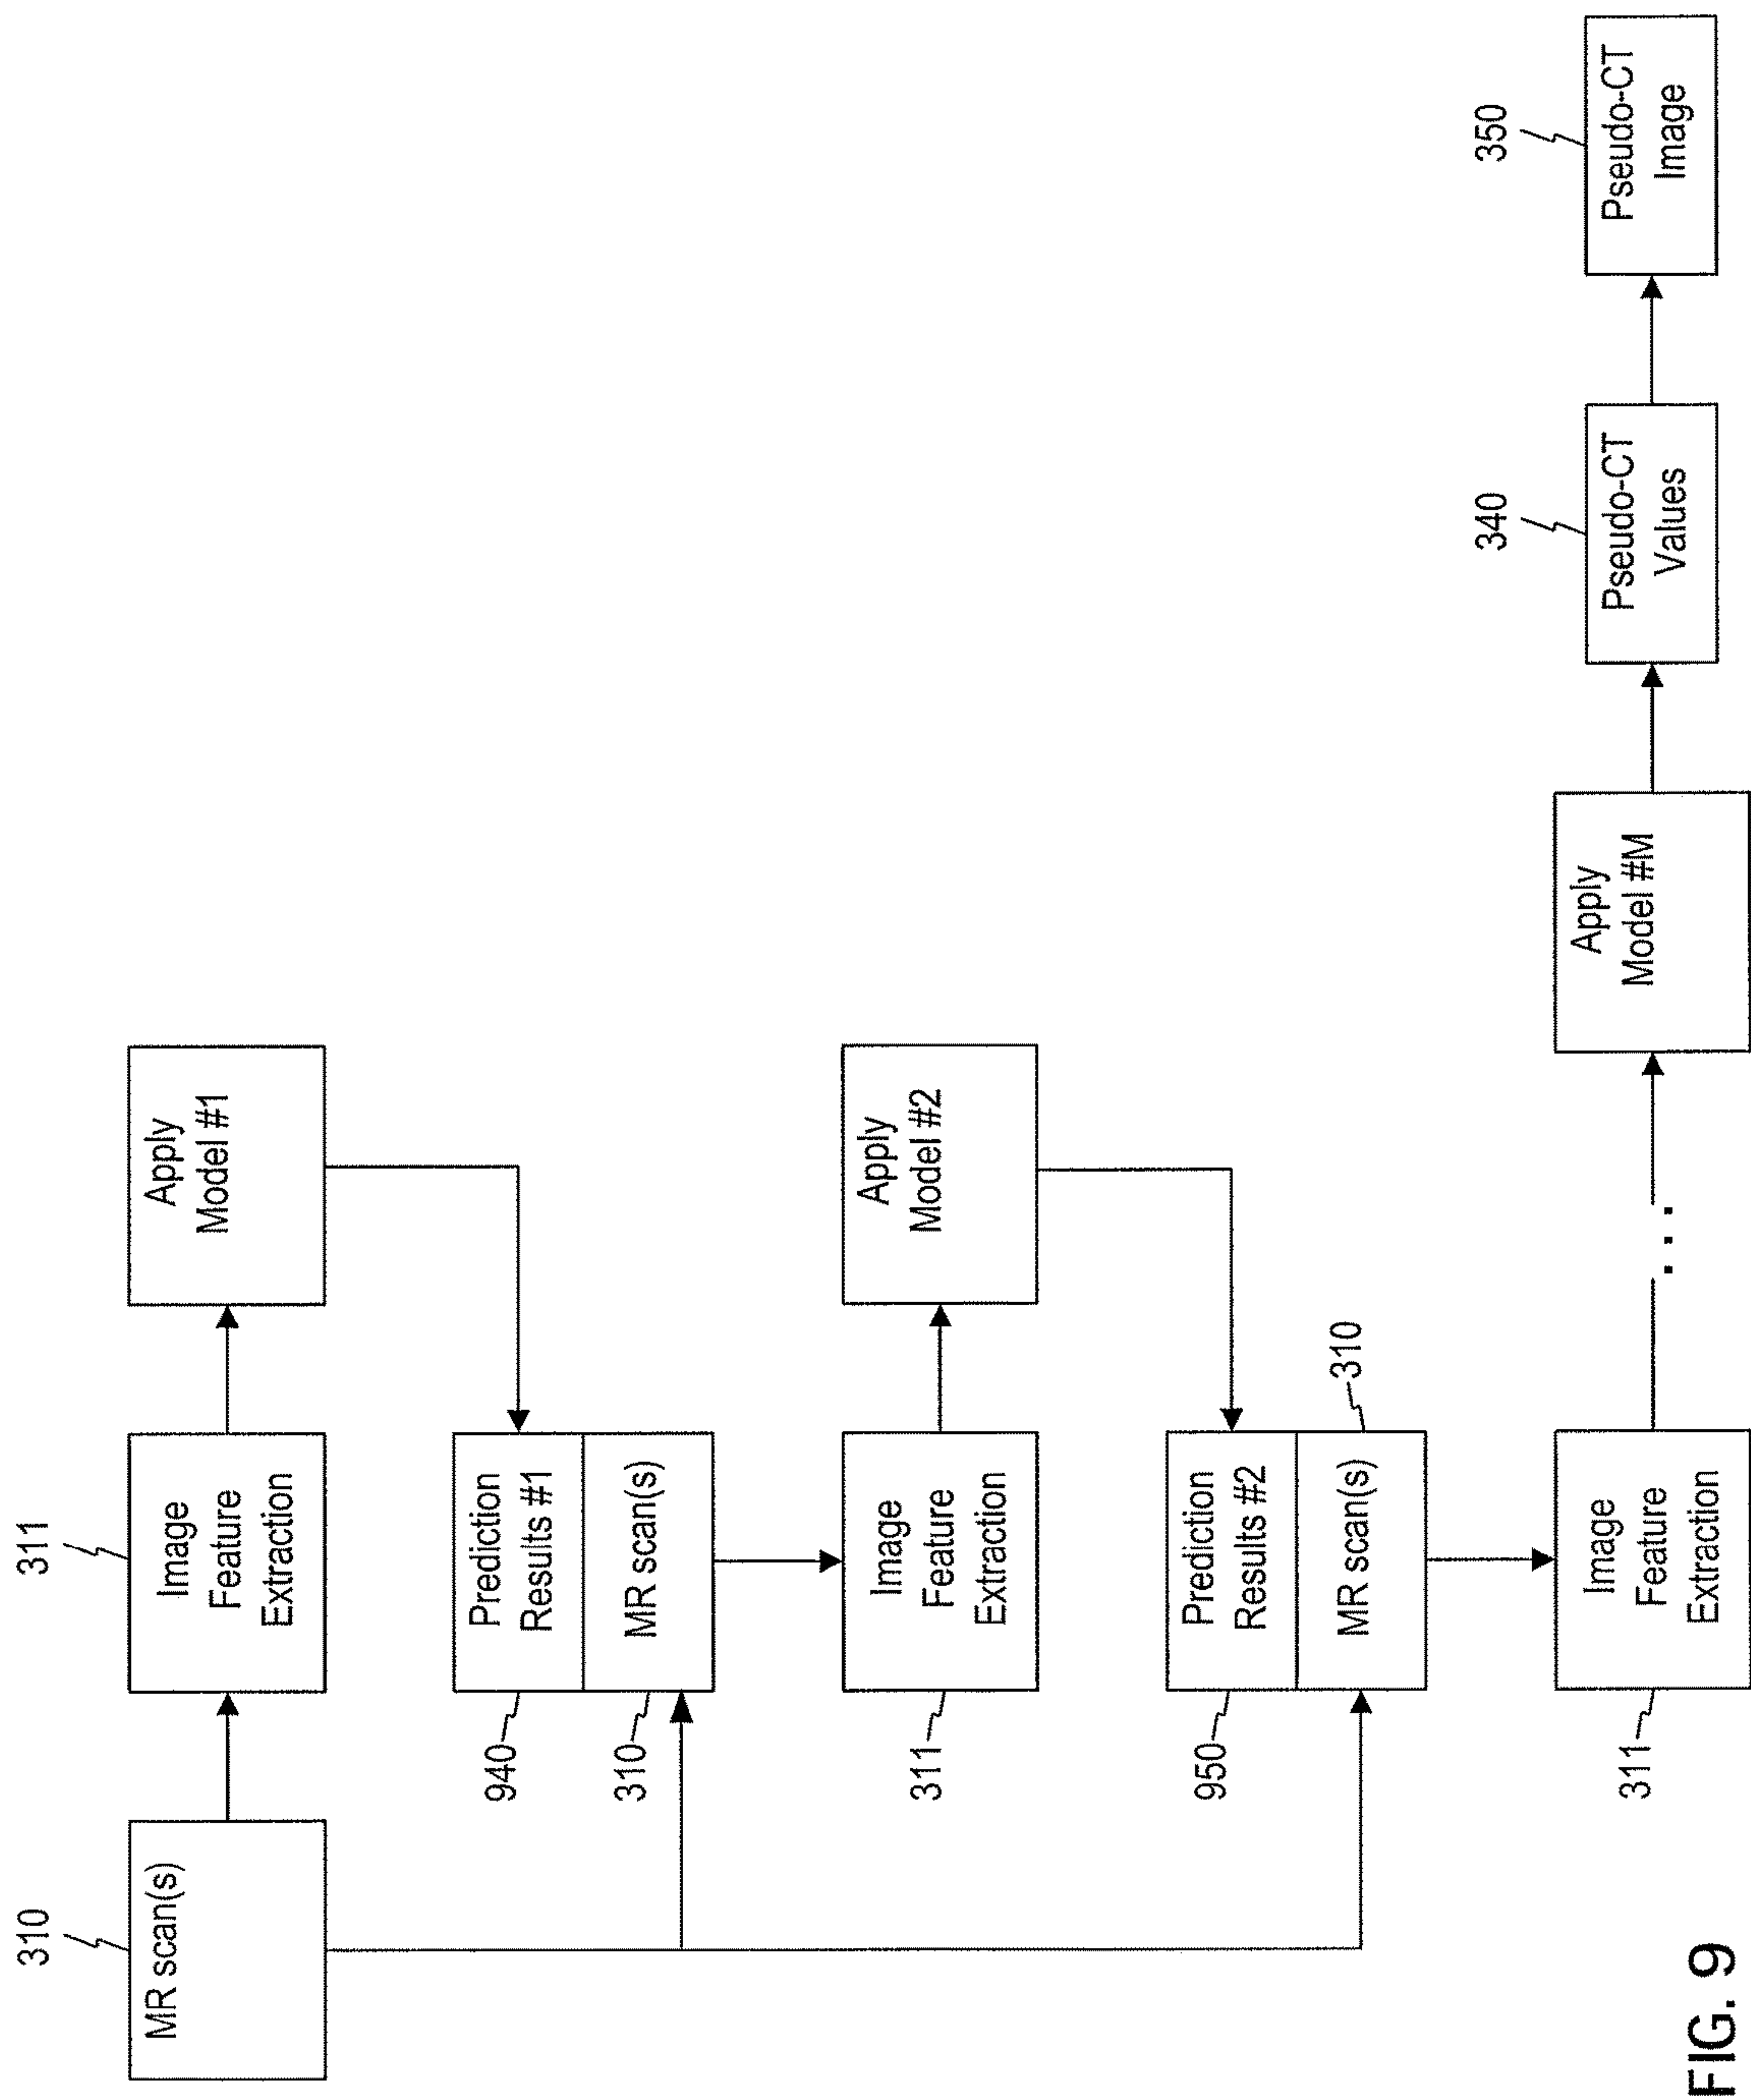 310
MR scan(s)
311
Image
Feature
Extraction
Apply
Model #1
940
Prediction
Results #1
310
MR scan(s)
311
Image
Feature
Extraction
Apply
Model #2
950
Prediction
Results #2
MR scan(s)
310
311
Image
Feature
Extraction
...
Apply
Model #M
340
Pseudo-CT
Values
350
Pseudo-CT
Image
FIG. 9